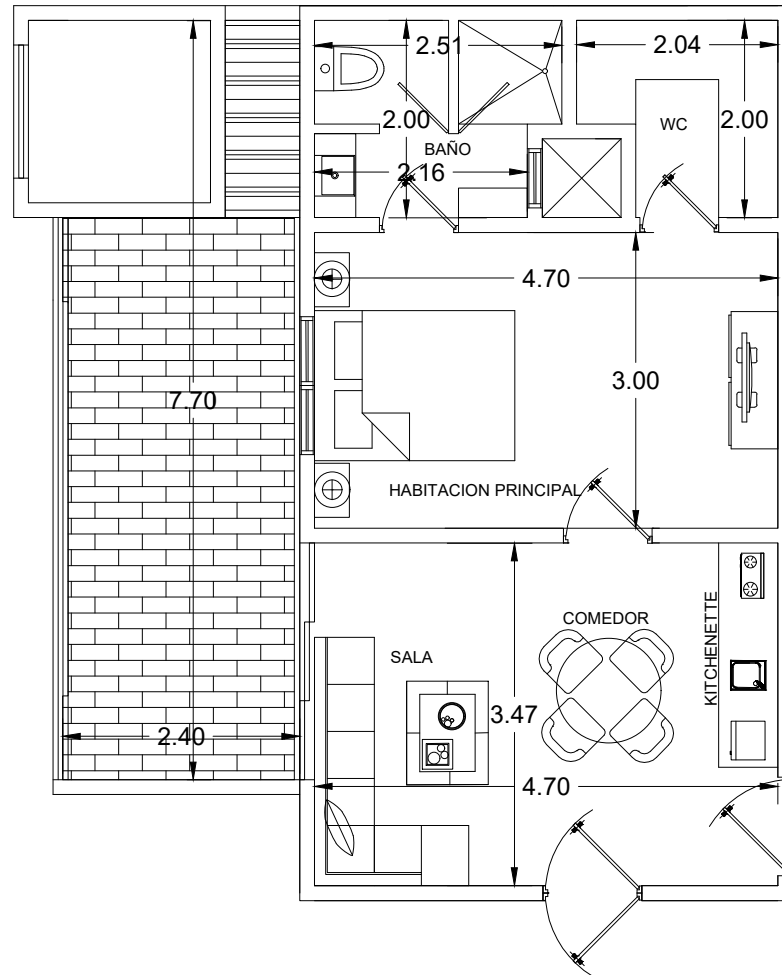 2.51
2.04
2.00
WC
2.00
BAÑO
2.16
4.70
3.00
7.70
HABITACION PRINCIPAL
COMEDOR
KITCHENETTE
SALA
3.47
2.40
4.70